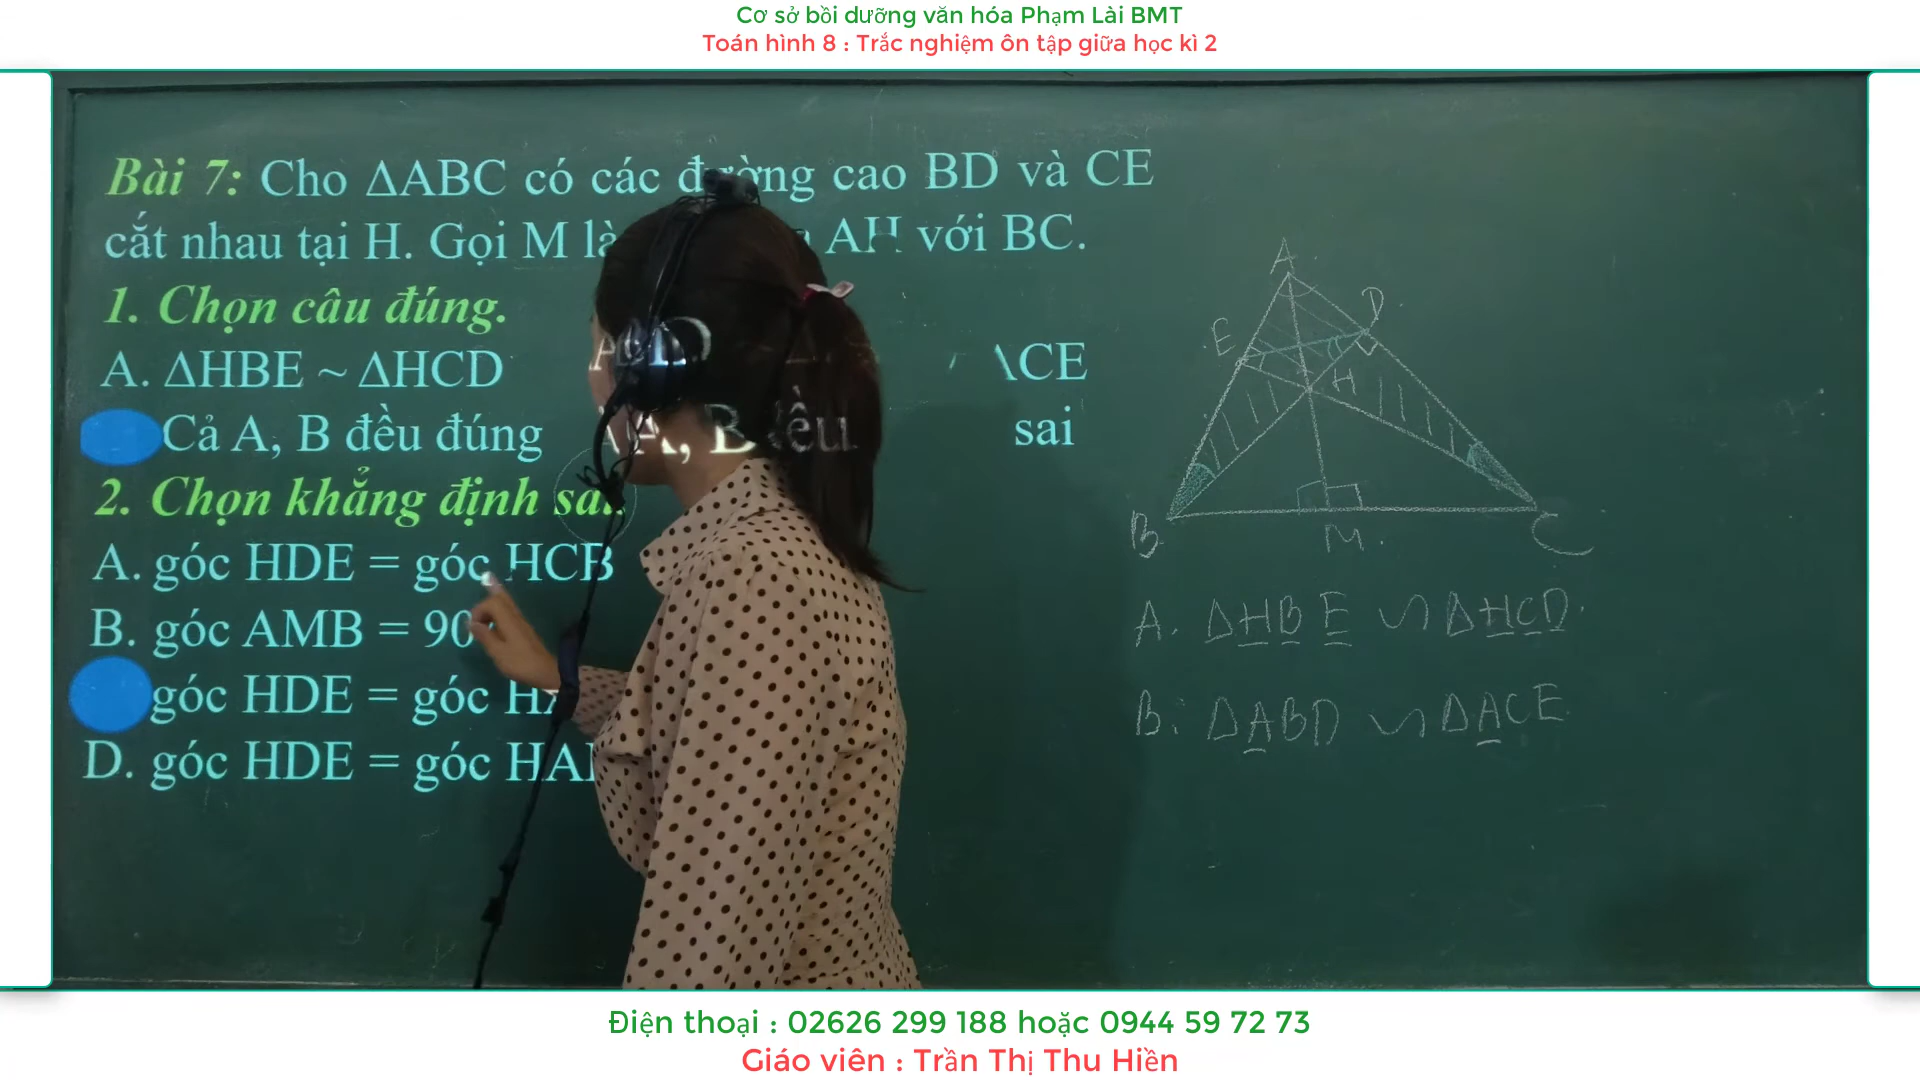 Cơ sở bồi dưỡng văn hóa Phạm Lài BMT
Toán hình 8 : Trắc nghiệm ôn tập giữa học kì 2
Bài 7: Cho ΔABC có các đường cao BD và CE
cắt nhau tại H. Gọi M là AH với BC.
1. Chọn câu đúng.
A. ΔHBE ~ ΔHCD ACE
Cả A, B đều đúng A, B đều sai
2. Chọn khẳng định sai.
A. góc HDE = góc HCB
B. góc AMB = 90
góc HDE = góc
D. góc HDE = góc
A
D
E
H
B
M
C
A. ΔHBE ∽ ΔHCD.
B: ΔABD ∽ ΔACE
Điện thoại : 02626 299 188 hoặc 0944 59 72 73
Giáo viên : Trần Thị Thu Hiền